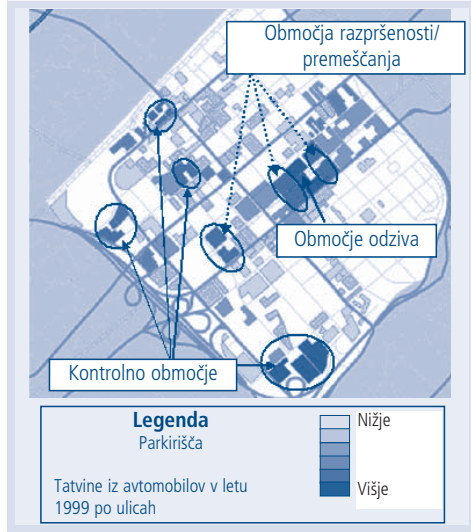 Območja razpršenosti/
premeščanja
Območje odziva
Kontrolno območje
Legenda
Parkirišča
Tatvine iz avtomobilov v letu
1999 po ulicah
Nižje
Višje